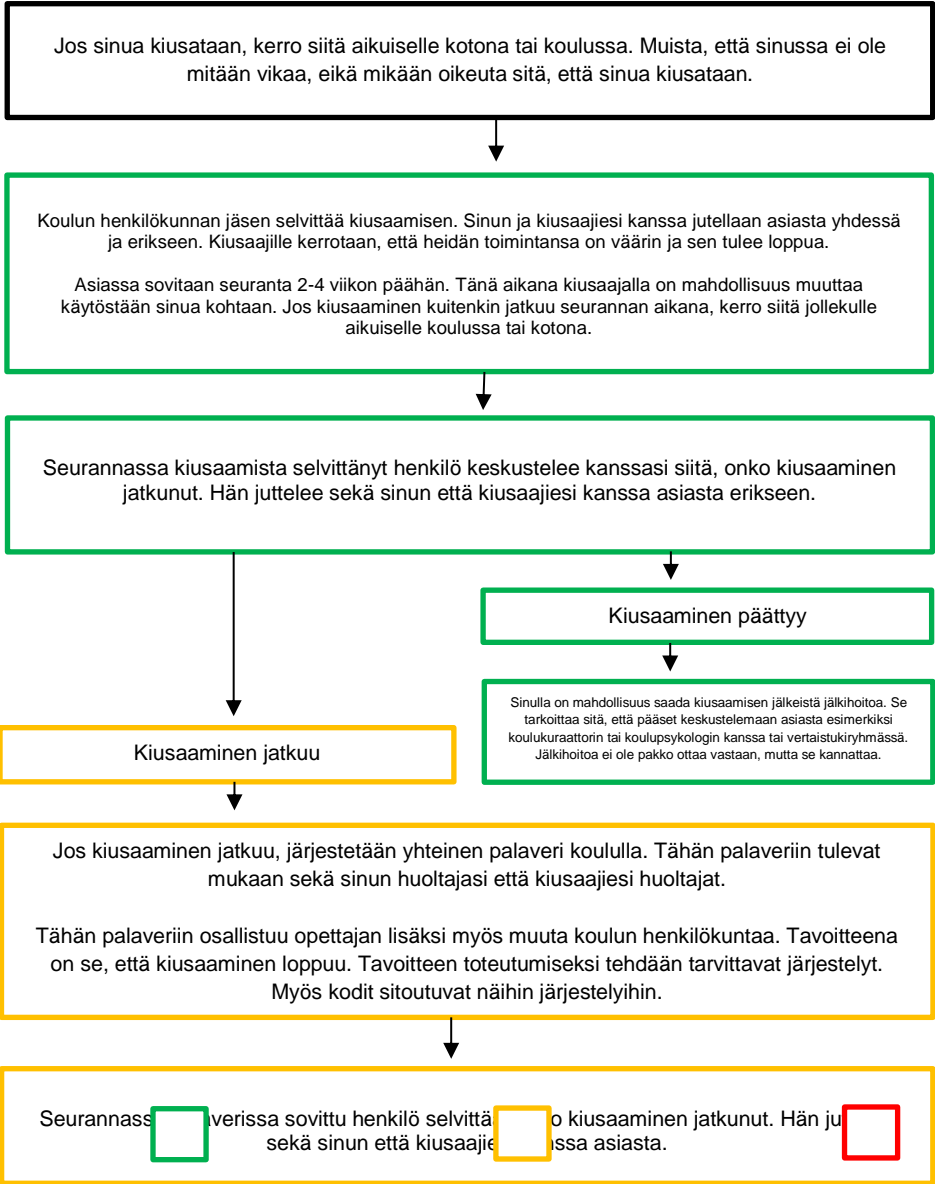 Jos sinua kiusataan, kerro siitä aikuiselle kotona tai koulussa. Muista, että sinussa ei ole
mitään vikaa, eikä mikään oikeuta sitä, että sinua kiusataan.
Koulun henkilökunnan jäsen selvittää kiusaamisen. Sinun ja kiusaajiesi kanssa jutellaan asiasta yhdessä
ja erikseen. Kiusaajille kerrotaan, että heidän toimintansa on väärin ja sen tulee loppua.
Asiassa sovitaan seuranta 2-4 viikon päähän. Tänä aikana kiusaajalla on mahdollisuus muuttaa
käytöstään sinua kohtaan. Jos kiusaaminen kuitenkin jatkuu seurannan aikana, kerro siitä jollekulle
aikuiselle koulussa tai kotona.
Seurannassa kiusaamista selvittänyt henkilö keskustelee kanssasi siitä, onko kiusaaminen
jatkunut. Hän juttelee sekä sinun että kiusaajiesi kanssa asiasta erikseen.
Kiusaaminen päättyy
Sinulla on mahdollisuus saada kiusaamisen jälkeistä jälkihoitoa. Se
tarkoittaa sitä, että pääset keskustelemaan asiasta esimerkiksi
koulukuraattorin tai koulupsykologin kanssa tai vertaistukiryhmässä.
Jälkihoitoa ei ole pakko ottaa vastaan, mutta se kannattaa.
Kiusaaminen jatkuu
Jos kiusaaminen jatkuu, järjestetään yhteinen palaveri koululla. Tähän palaveriin tulevat
mukaan sekä sinun huoltajasi että kiusaajiesi huoltajat.
Tähän palaveriin osallistuu opettajan lisäksi myös muuta koulun henkilökuntaa. Tavoitteena
on se, että kiusaaminen loppuu. Tavoitteen toteutumiseksi tehdään tarvittavat järjestelyt.
Myös kodit sitoutuvat näihin järjestelyihin.
sovittu henkilö kiusaaminen jatkunut. Hän
sekä sinun että asiasta.